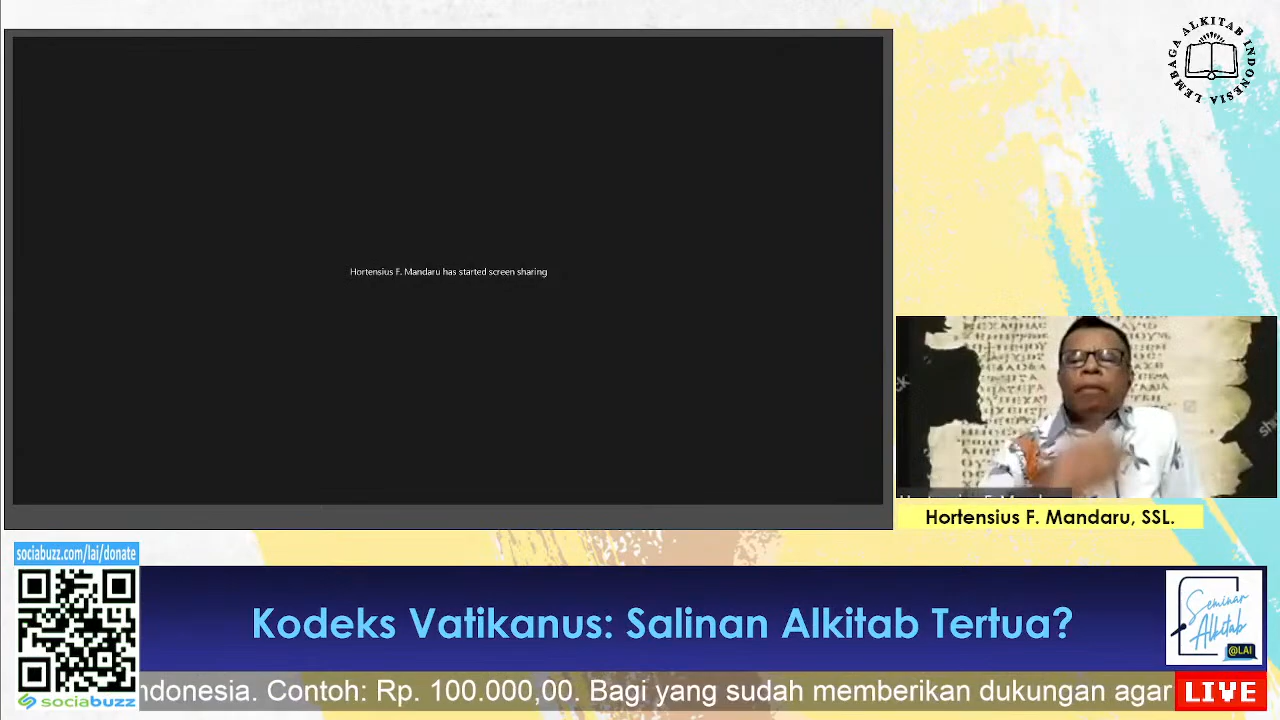 LEMBAGA ALKITAB INDONESIA
Hortensius F. Mandaru has started screen sharing
Hortensius F. Mandaru, SSL.
sociabuzz.com/lai/donate
Kodeks Vatikanus: Salinan Alkitab Tertua?
Seminar
Alkitab
@LAI
sociabuzz
ndonesia. Contoh: Rp. 100.000,00. Bagi yang sudah memberikan dukungan agar
LIVE